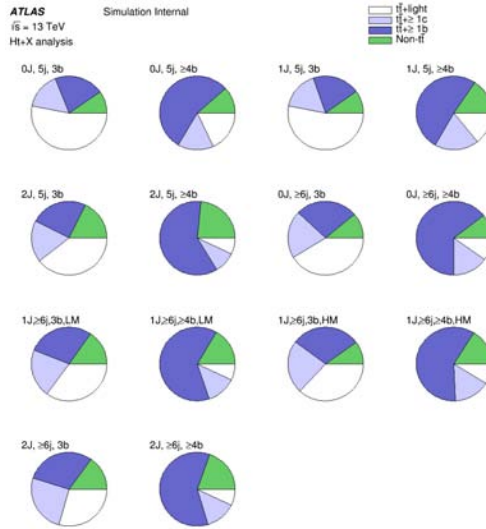 ATLAS Simulation Internal
√s = 13 TeV
Ht+X analysis
tt̄+light
tt̄+≥ 1c
tt̄+≥ 1b
Non-tt̄
0J, 5j, 3b 0J, 5j, ≥4b 1J, 5j, 3b 1J, 5j, ≥4b
2J, 5j, 3b 2J, 5j, ≥4b 0J, ≥6j, 3b 0J, ≥6j, ≥4b
1J,≥6j,3b,LM 1J,≥6j,≥4b,LM 1J,≥6j,3b,HM 1J,≥6j,≥4b,HM
2J, ≥6j, 3b 2J, ≥6j, ≥4b